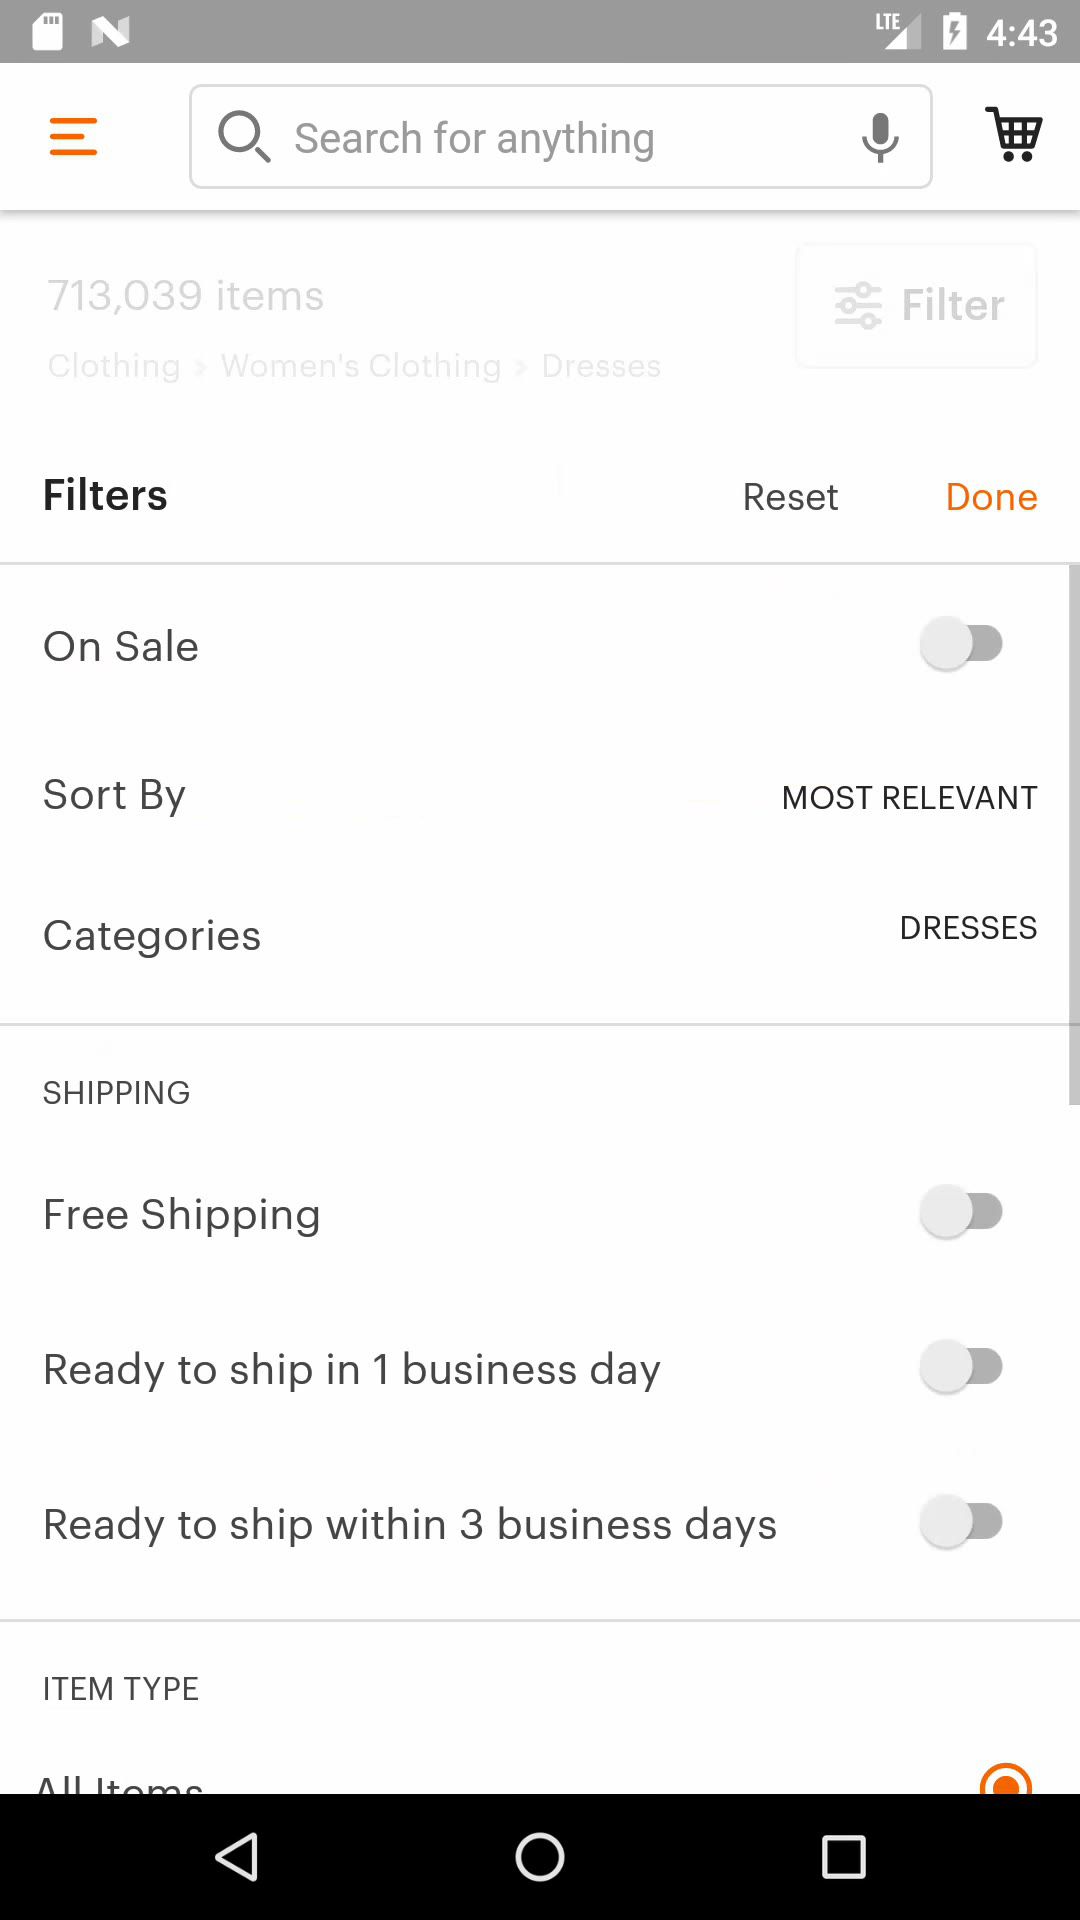 LTE 4:43
Search for anything
713,039 items
Filter
Clothing > Women's Clothing > Dresses
Filters Reset Done
On Sale
Sort By MOST RELEVANT
Categories DRESSES
SHIPPING
Free Shipping
Ready to ship in 1 business day
Ready to ship within 3 business days
ITEM TYPE
All Items